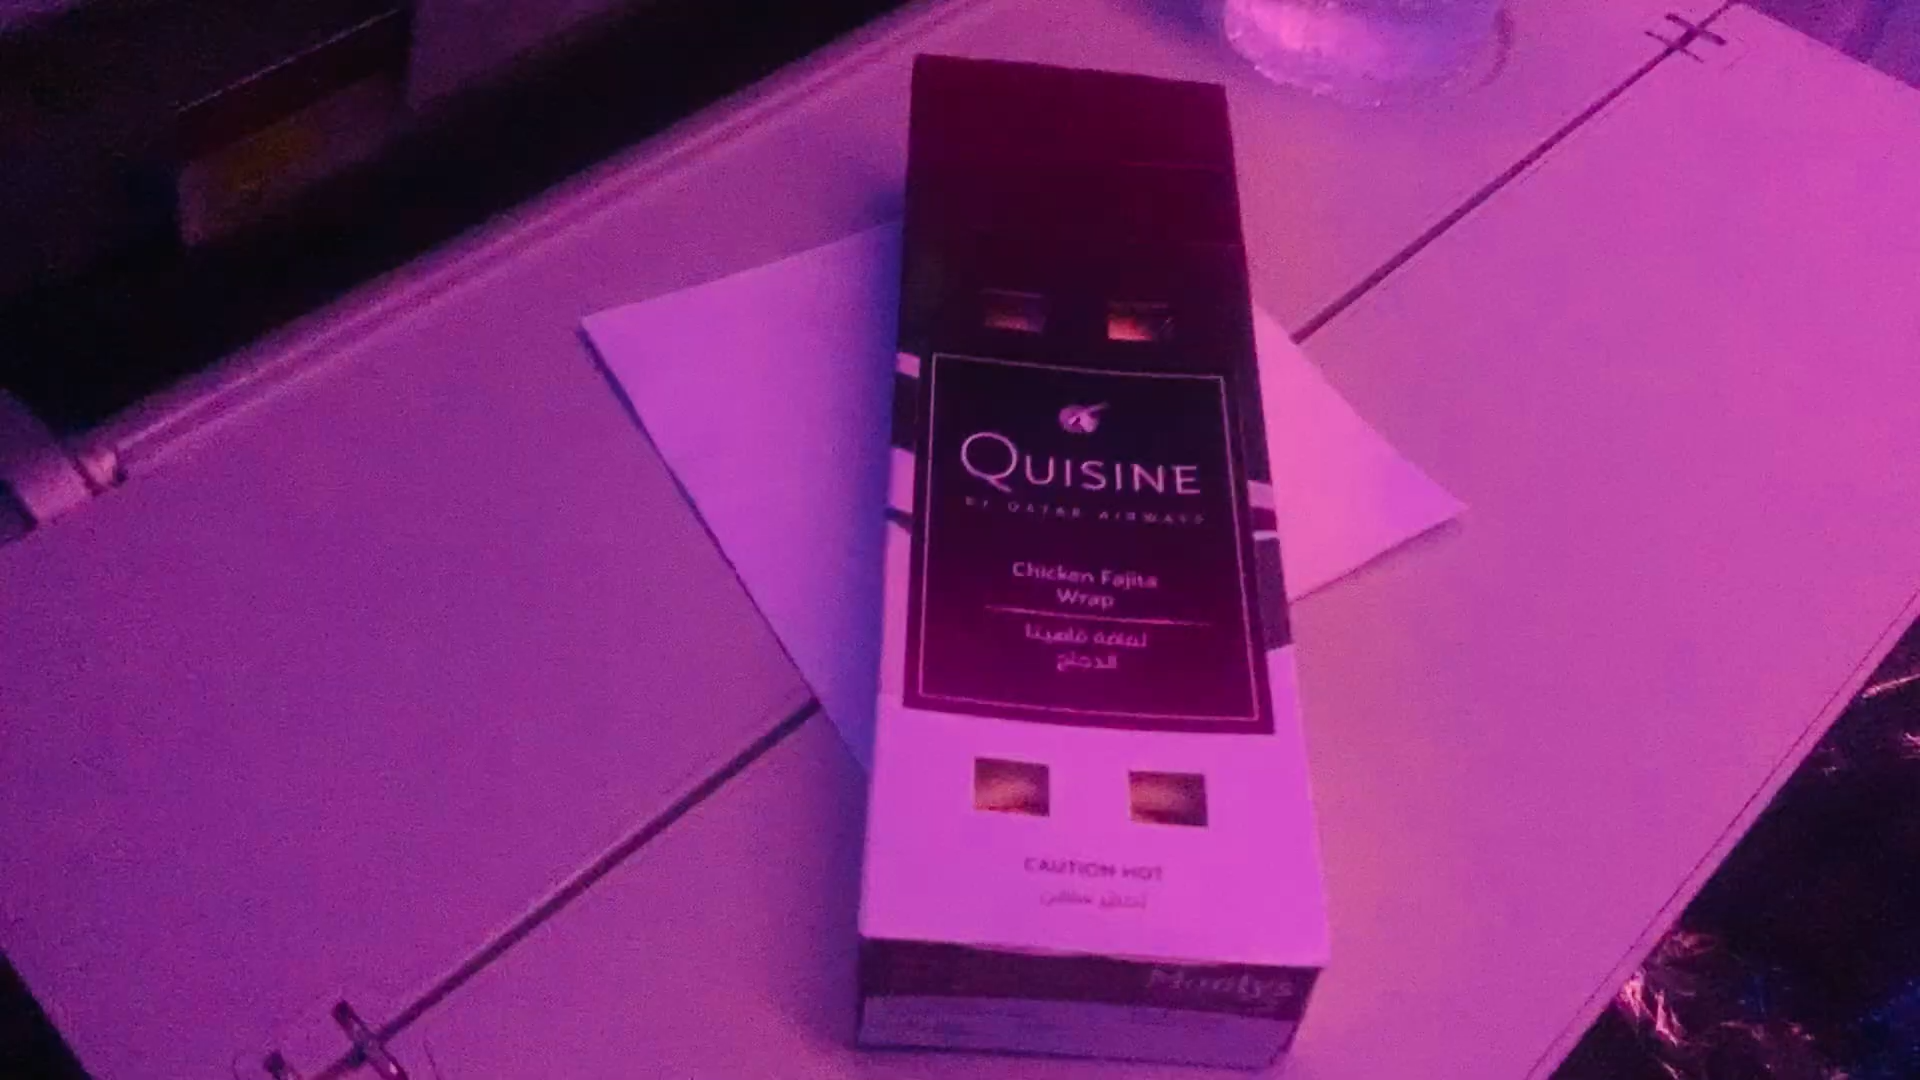 QUISINE
BY QATAR AIRWAYS
Chicken Fajita
Wrap
لفافة فاهيتا
الدجاج
CAUTION HOT